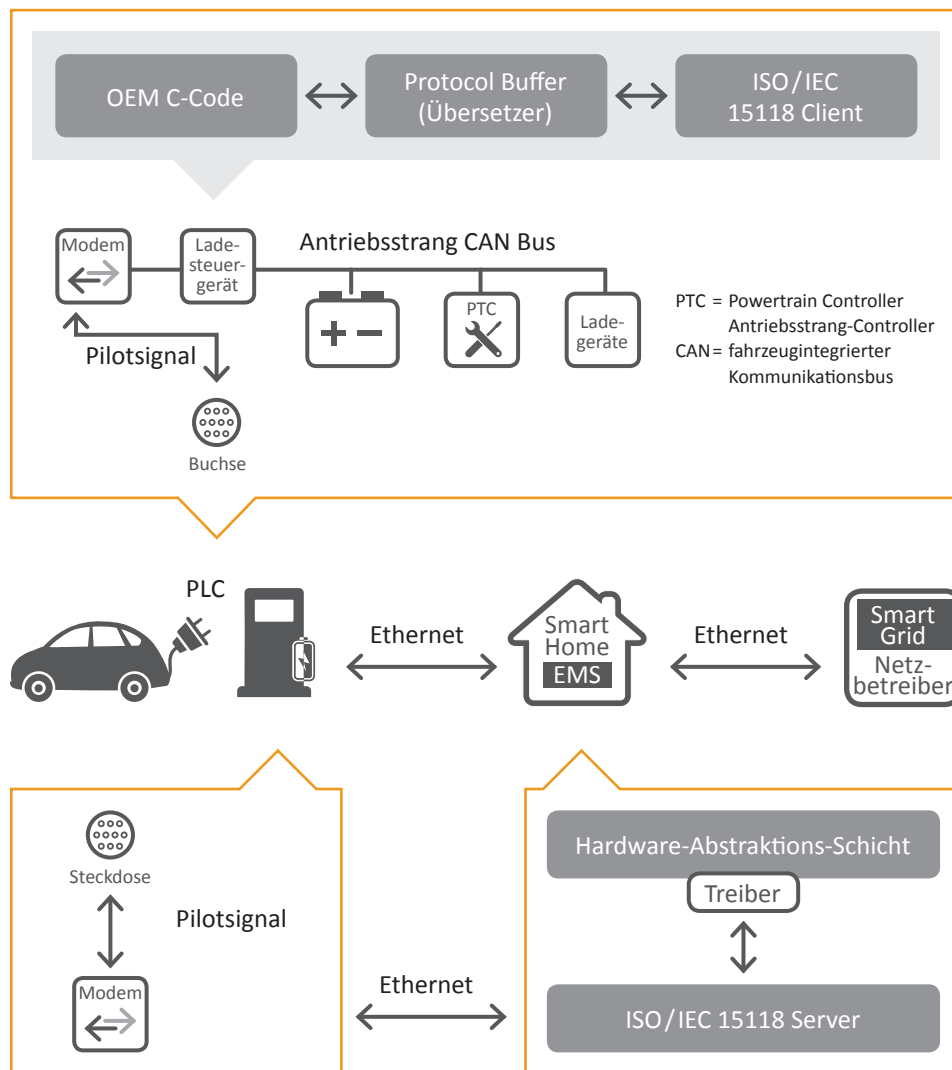 OEM C-Code
Protocol Buffer
(Übersetzer)
ISO/IEC
15118 Client
Modem
Lade-
steuer-
gerät
Antriebsstrang CAN Bus
PTC
Lade-
geräte
PTC = Powertrain Controller
Antriebsstrang-Controller
CAN = fahrzeugintegrierter
Kommunikationsbus
Pilotsignal
Buchse
PLC
Ethernet
Smart
Home
EMS
Ethernet
Smart
Grid
Netz-
betreiber
Steckdose
Pilotsignal
Modem
Ethernet
Hardware-Abstraktions-Schicht
Treiber
ISO/IEC 15118 Server